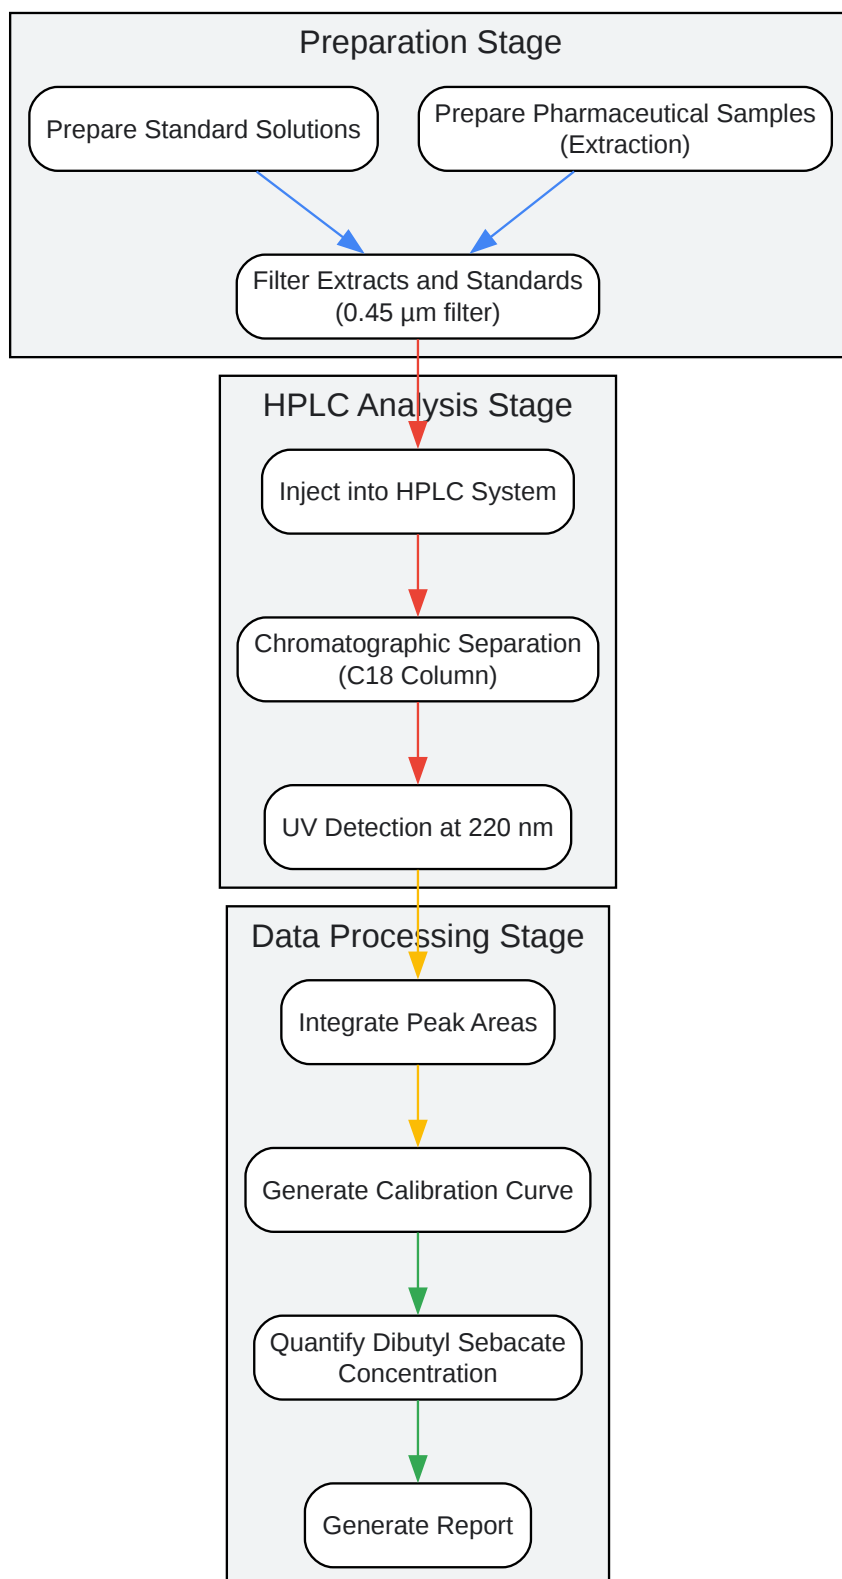 Preparation Stage
Prepare Standard Solutions
Prepare Pharmaceutical Samples
(Extraction)
Filter Extracts and Standards
(0.45 µm filter)
HPLC Analysis Stage
Inject into HPLC System
Chromatographic Separation
(C18 Column)
UV Detection at 220 nm
Data Processing Stage
Integrate Peak Areas
Generate Calibration Curve
Quantify Dibutyl Sebacate
Concentration
Generate Report